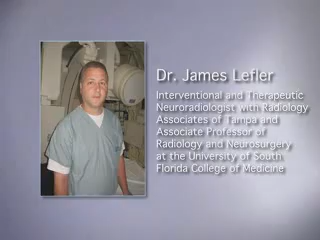 Dr. James Lefler
Interventional and Therapeutic
Neuroradiologist with Radiology
Associates of Tampa and
Associate Professor of
Radiology and Neurosurgery
at the University of South
Florida College of Medicine